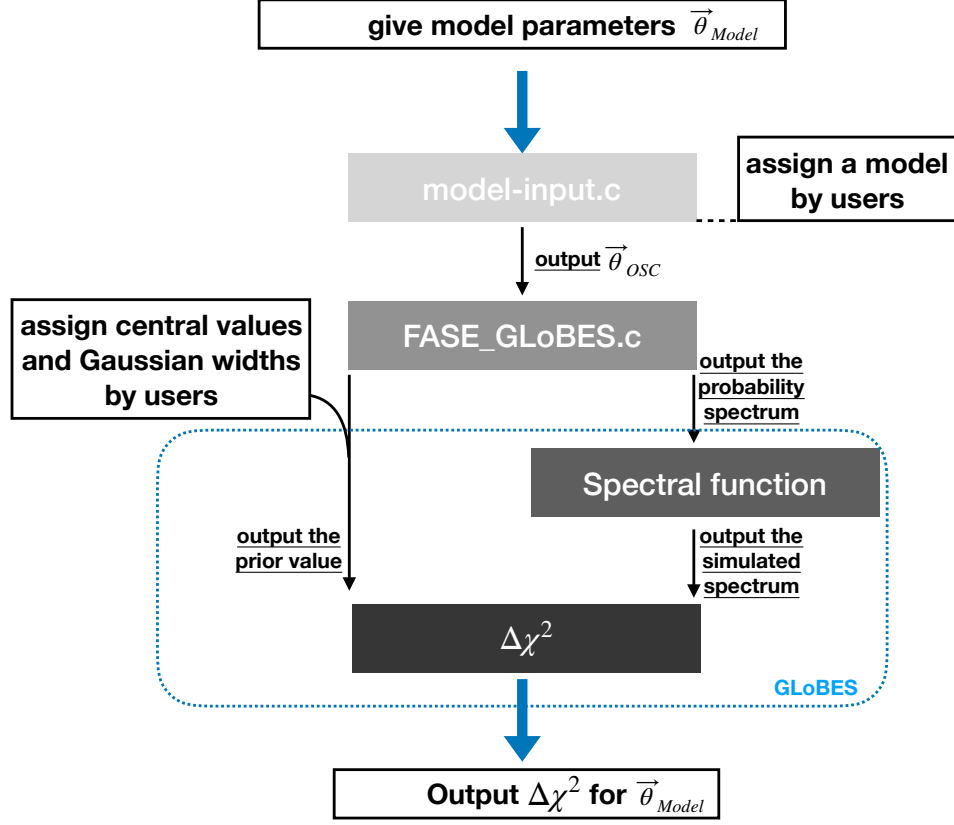 give model parameters θ⃗ Model
model-input.c
assign a model
by users
output θ⃗ OSC
assign central values
and Gaussian widths
by users
FASE_GLoBES.c
output the
probability
spectrum
Spectral function
output the
prior value
output the
simulated
spectrum
Δχ²
GLoBES
Output Δχ² for θ⃗ Model